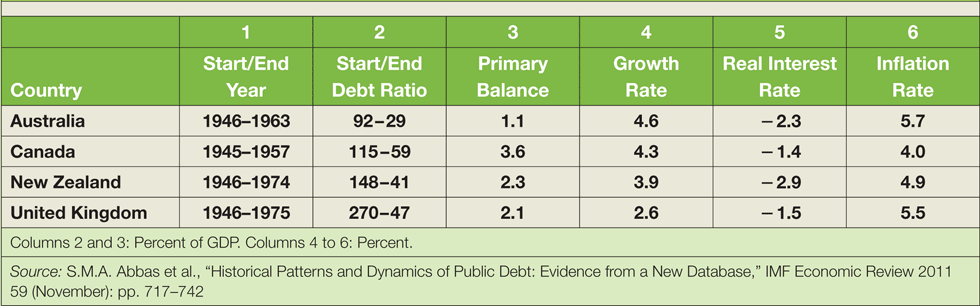 1 2 3 4 5 6
Country Start/End Year Start/End Debt Ratio Primary Balance Growth Rate Real Interest Rate Inflation Rate
Australia 1946–1963 92–29 1.1 4.6 −2.3 5.7
Canada 1945–1957 115–59 3.6 4.3 −1.4 4.0
New Zealand 1946–1974 148–41 2.3 3.9 −2.9 4.9
United Kingdom 1946–1975 270–47 2.1 2.6 −1.5 5.5
Columns 2 and 3: Percent of GDP. Columns 4 to 6: Percent.
Source: S.M.A. Abbas et al., “Historical Patterns and Dynamics of Public Debt: Evidence from a New Database,” IMF Economic Review 2011
59 (November): pp. 717–742